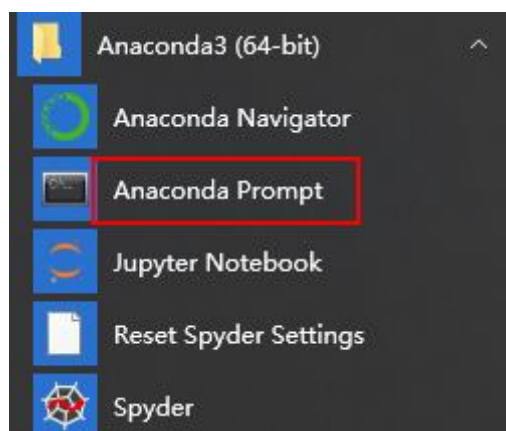 Anaconda3 (64-bit)
Anaconda Navigator
Anaconda Prompt
Jupyter Notebook
Reset Spyder Settings
Spyder